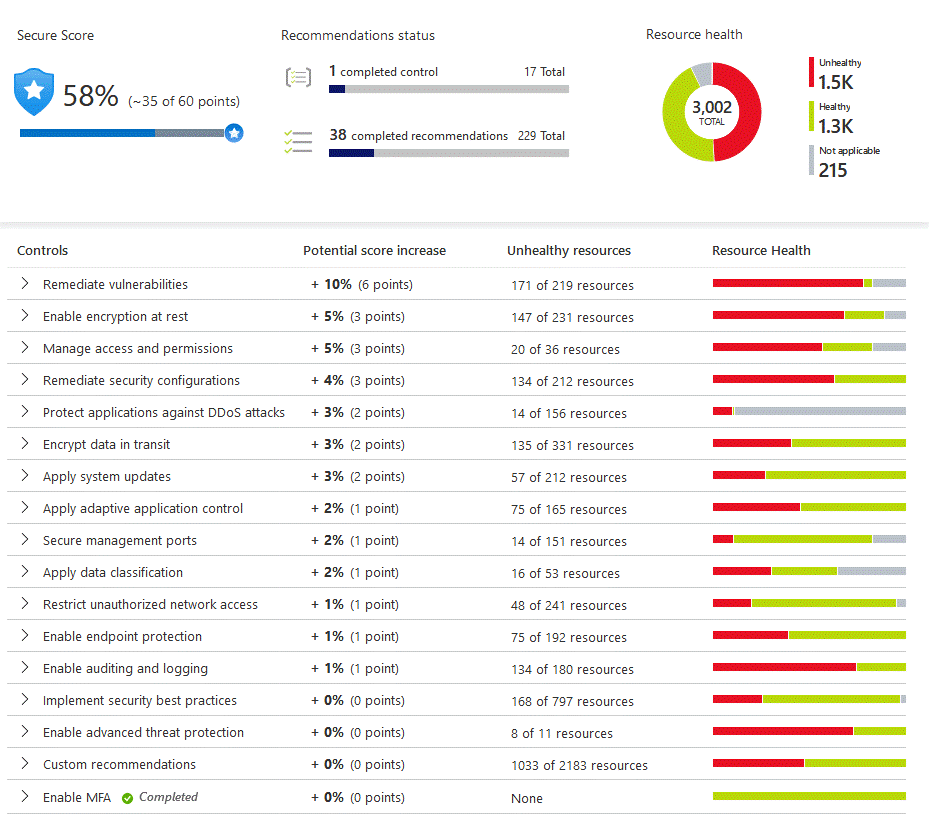 Secure Score
58% (~35 of 60 points)
Recommendations status
1 completed control 17 Total
38 completed recommendations 229 Total
Resource health
3,002
TOTAL
Unhealthy
1.5K
Healthy
1.3K
Not applicable
215
Controls Potential score increase Unhealthy resources Resource Health
Remediate vulnerabilities + 10% (6 points) 171 of 219 resources
Enable encryption at rest + 5% (3 points) 147 of 231 resources
Manage access and permissions + 5% (3 points) 20 of 36 resources
Remediate security configurations + 4% (3 points) 134 of 212 resources
Protect applications against DDoS attacks + 3% (2 points) 14 of 156 resources
Encrypt data in transit + 3% (2 points) 135 of 331 resources
Apply system updates + 3% (2 points) 57 of 212 resources
Apply adaptive application control + 2% (1 point) 75 of 165 resources
Secure management ports + 2% (1 point) 14 of 151 resources
Apply data classification + 2% (1 point) 16 of 53 resources
Restrict unauthorized network access + 1% (1 point) 48 of 241 resources
Enable endpoint protection + 1% (1 point) 75 of 192 resources
Enable auditing and logging + 1% (1 point) 134 of 180 resources
Implement security best practices + 0% (0 points) 168 of 797 resources
Enable advanced threat protection + 0% (0 points) 8 of 11 resources
Custom recommendations + 0% (0 points) 1033 of 2183 resources
Enable MFA Completed + 0% (0 points) None